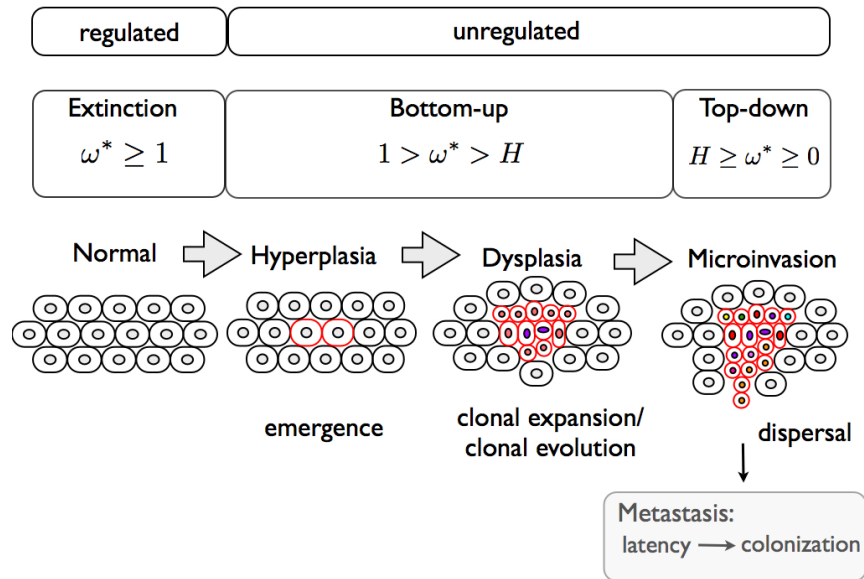 regulated
unregulated
Extinction
ω* ≥ 1
Bottom-up
1 > ω* > H
Top-down
H ≥ ω* ≥ 0
Normal
Hyperplasia
Dysplasia
Microinvasion
emergence
clonal expansion/
clonal evolution
dispersal
Metastasis:
latency → colonization